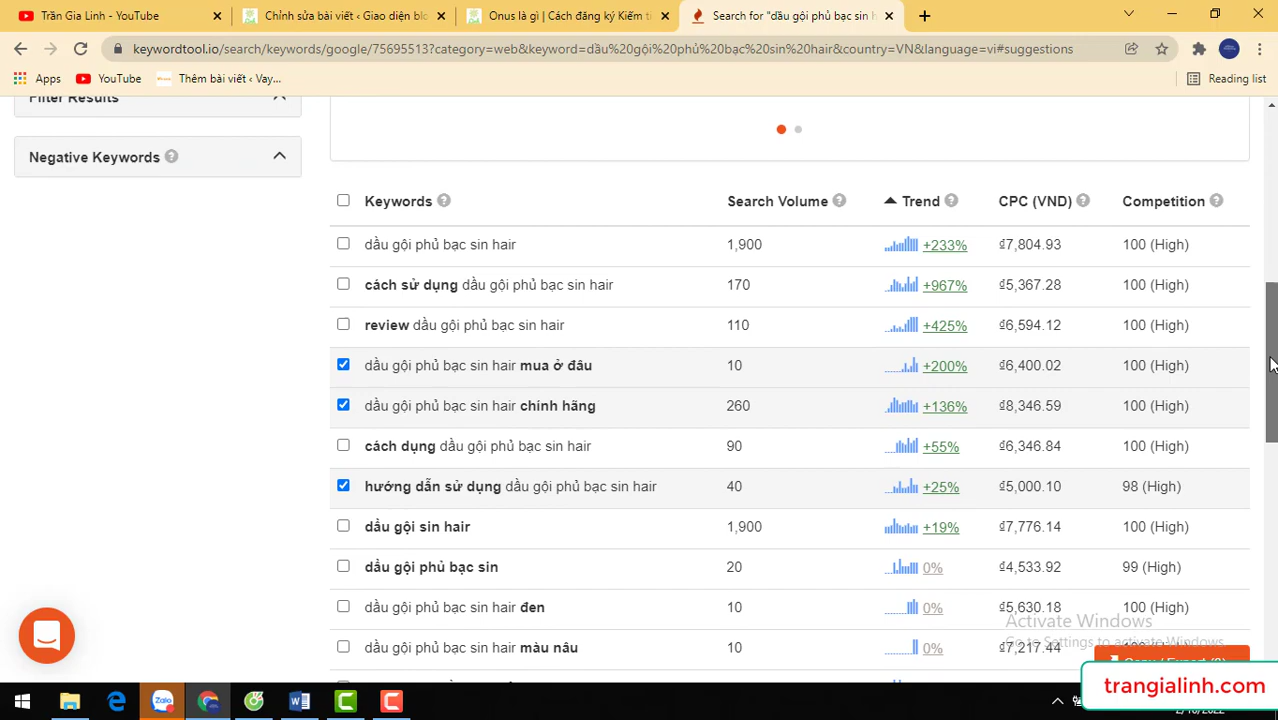 Trần Gia Linh - YouTube
Chỉnh sửa bài viết ‹ Giao diện blo
Onus là gì | Cách đăng ký Kiếm ti
Search for "dầu gội phủ bạc sin h
keywordtool.io/search/keywords/google/75695513?category=web&keyword=dầu%20gội%20phủ%20bạc%20sin%20hair&country=VN&language=vi#suggestions
Apps
YouTube
Thêm bài viết ‹ Vay...
Reading list
Filter Results
Negative Keywords ?
Keywords ? Search Volume ? Trend ? CPC (VND) ? Competition ?
dầu gội phủ bạc sin hair 1,900 +233% ₫7,804.93 100 (High)
cách sử dụng dầu gội phủ bạc sin hair 170 +967% ₫5,367.28 100 (High)
review dầu gội phủ bạc sin hair 110 +425% ₫6,594.12 100 (High)
dầu gội phủ bạc sin hair mua ở đâu 10 +200% ₫6,400.02 100 (High)
dầu gội phủ bạc sin hair chính hãng 260 +136% ₫8,346.59 100 (High)
cách dụng dầu gội phủ bạc sin hair 90 +55% ₫6,346.84 100 (High)
hướng dẫn sử dụng dầu gội phủ bạc sin hair 40 +25% ₫5,000.10 98 (High)
dầu gội sin hair 1,900 +19% ₫7,776.14 100 (High)
dầu gội phủ bạc sin 20 0% ₫4,533.92 99 (High)
dầu gội phủ bạc sin hair đen 10 0% ₫5,630.18 100 (High)
dầu gội phủ bạc sin hair màu nâu 10 0% ₫7,217.44
Activate Windows
Go to Settings to activate Windows.
Zalo
trangialinh.com